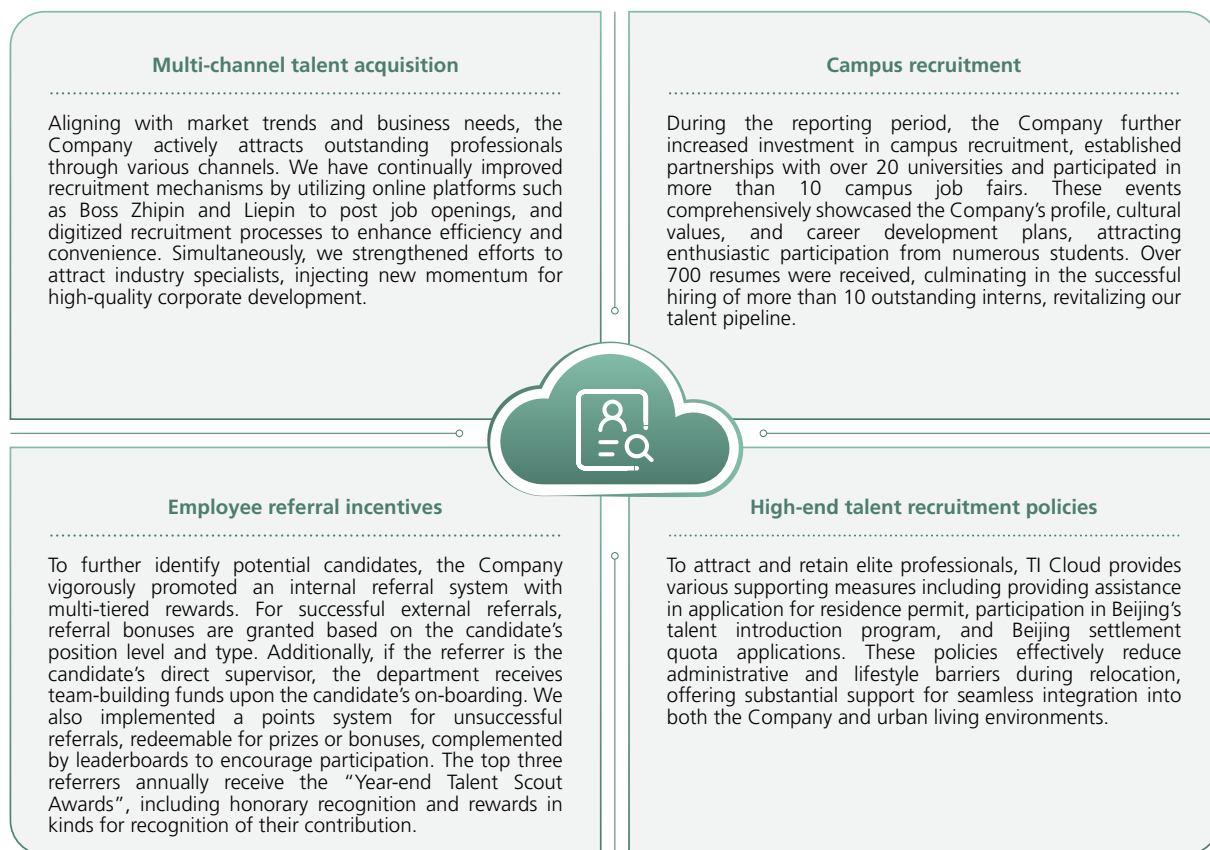 Multi-channel talent acquisition
Aligning with market trends and business needs, the
Company actively attracts outstanding professionals
through various channels. We have continually improved
recruitment mechanisms by utilizing online platforms such
as Boss Zhipin and Liepin to post job openings, and
digitized recruitment processes to enhance efficiency and
convenience. Simultaneously, we strengthened efforts to
attract industry specialists, injecting new momentum for
high-quality corporate development.
Campus recruitment
During the reporting period, the Company further
increased investment in campus recruitment, established
partnerships with over 20 universities and participated in
more than 10 campus job fairs. These events
comprehensively showcased the Company’s profile, cultural
values, and career development plans, attracting
enthusiastic participation from numerous students. Over
700 resumes were received, culminating in the successful
hiring of more than 10 outstanding interns, revitalizing our
talent pipeline.
Employee referral incentives
To further identify potential candidates, the Company
vigorously promoted an internal referral system with
multi-tiered rewards. For successful external referrals,
referral bonuses are granted based on the candidate’s
position level and type. Additionally, if the referrer is the
candidate’s direct supervisor, the department receives
team-building funds upon the candidate’s on-boarding. We
also implemented a points system for unsuccessful
referrals, redeemable for prizes or bonuses, complemented
by leaderboards to encourage participation. The top three
referrers annually receive the “Year-end Talent Scout
Awards”, including honorary recognition and rewards in
kinds for recognition of their contribution.
High-end talent recruitment policies
To attract and retain elite professionals, TI Cloud provides
various supporting measures including providing assistance
in application for residence permit, participation in Beijing’s
talent introduction program, and Beijing settlement
quota applications. These policies effectively reduce
administrative and lifestyle barriers during relocation,
offering substantial support for seamless integration into
both the Company and urban living environments.